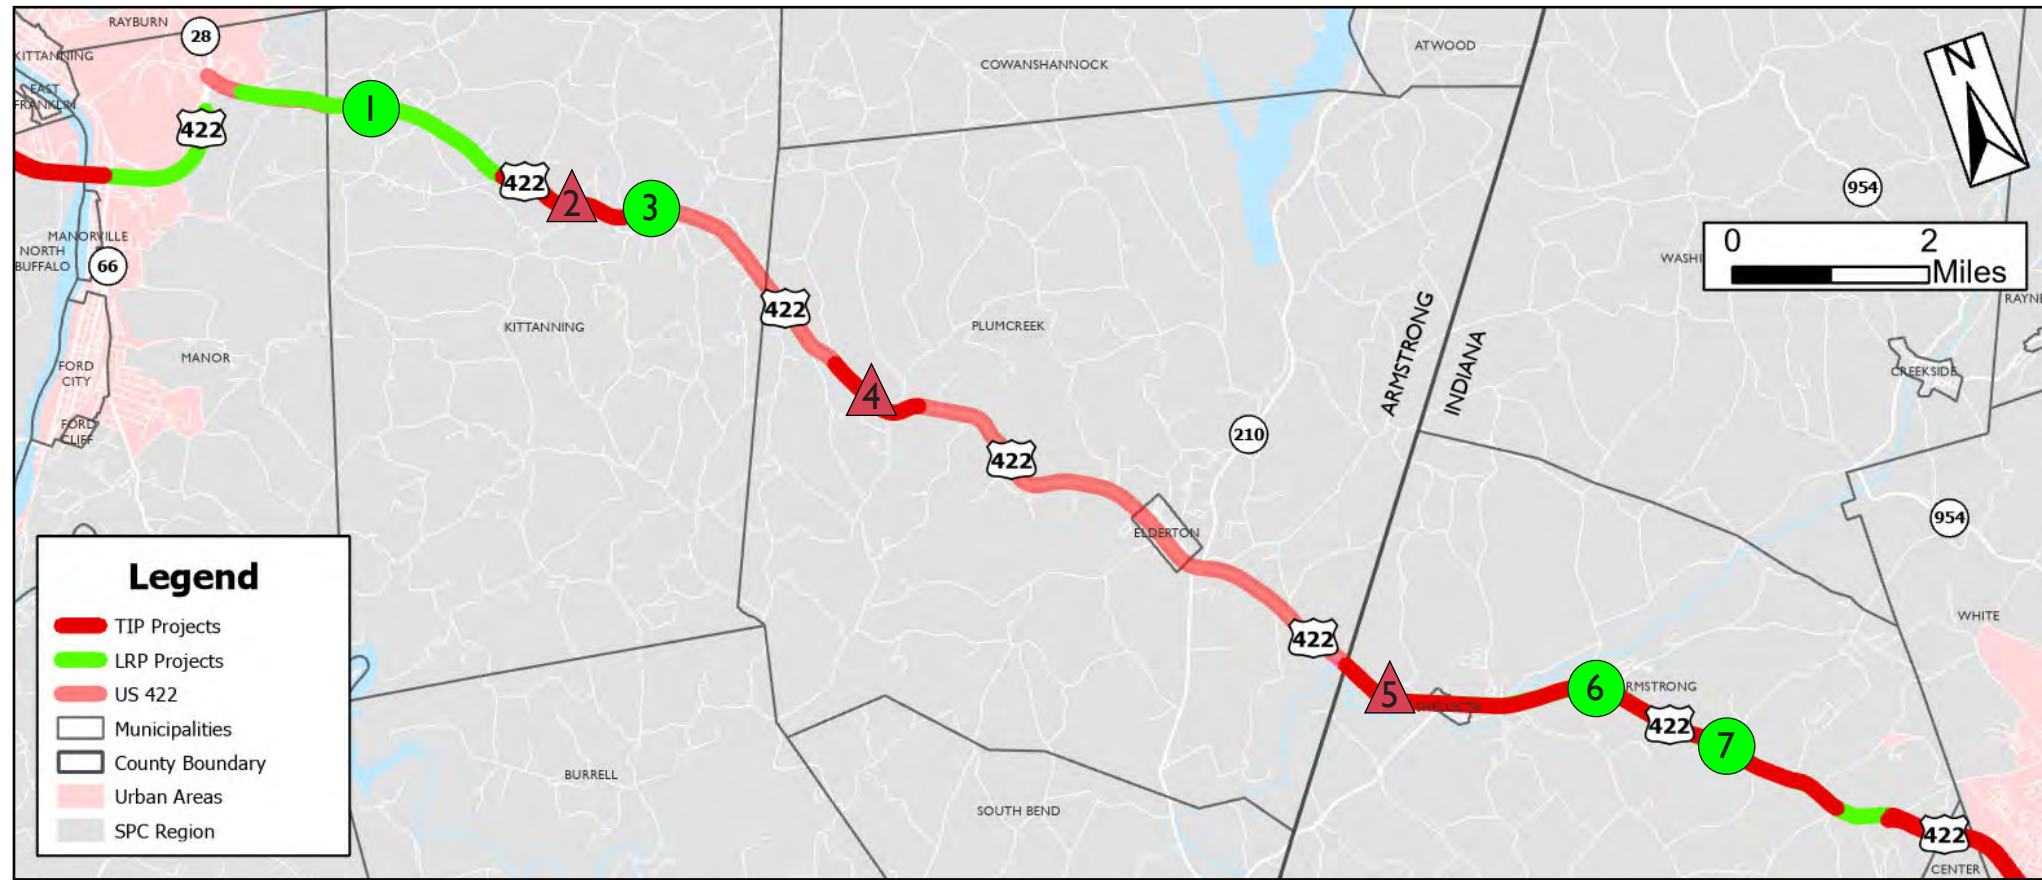 RAYBURN
28
KITTANNING
EAST
FRANKLIN
422
1
COWANSHANNOCK
ATWOOD
N
954
0 2
Miles
422
2
3
MANORVILLE
NORTH
BUFFALO
66
KITTANNING
MANOR
422
PLUMCREEK
ARMSTRONG
INDIANA
CREEKSIDE
FORD
CITY
FORD
CLIFF
4
422
210
ELDERTON
954
WHITE
422
5
6
422
7
422
CENTER
BURRELL
SOUTH BEND
Legend
TIP Projects
LRP Projects
US 422
Municipalities
County Boundary
Urban Areas
SPC Region